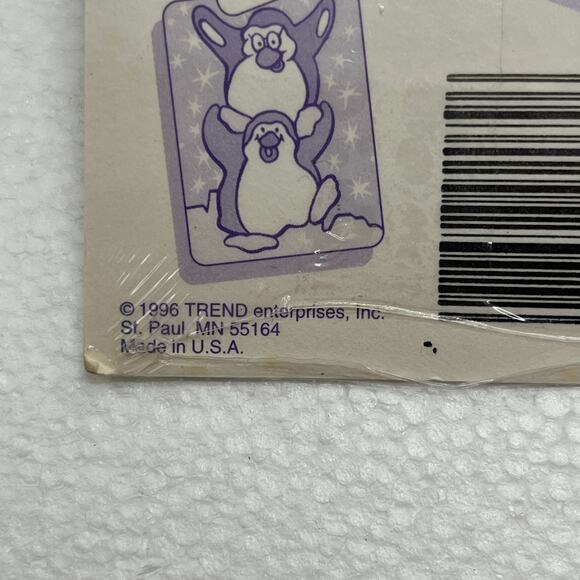 © 1996 TREND enterprises, Inc.
St. Paul MN 55164
Made in U.S.A.